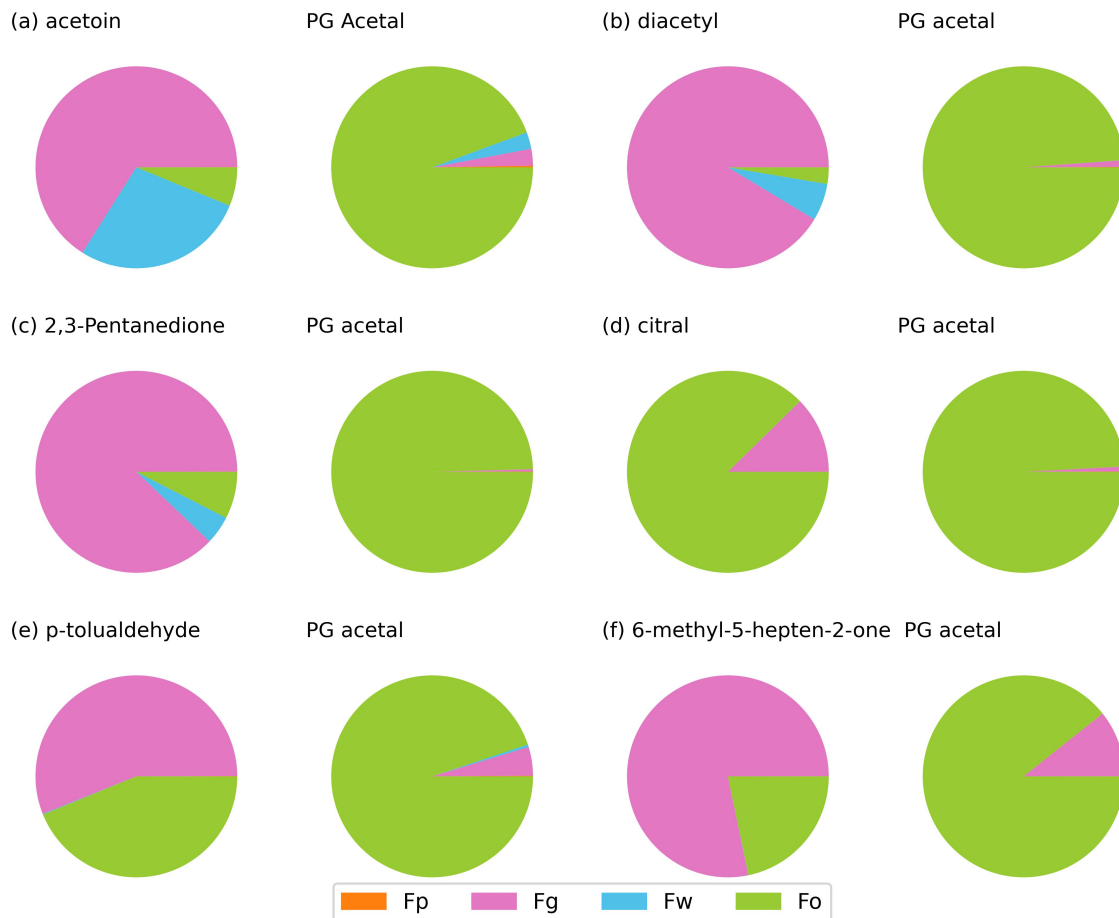 (a) acetoin PG Acetal (b) diacetyl PG acetal
(c) 2,3-Pentanedione PG acetal (d) citral PG acetal
(e) p-tolualdehyde PG acetal (f) 6-methyl-5-hepten-2-one PG acetal
Fp Fg Fw Fo